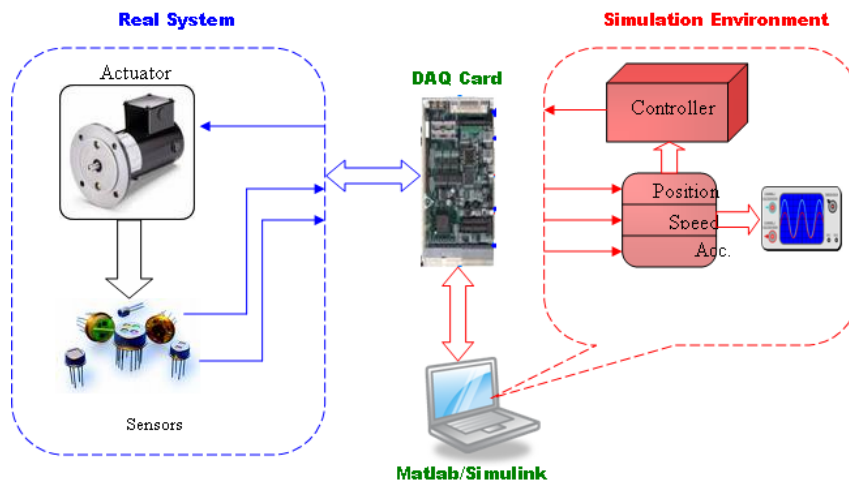 Real System
Simulation Environment
Actuator
DAQ Card
Controller
Position
Speed
Acc.
Sensors
Matlab/Simulink